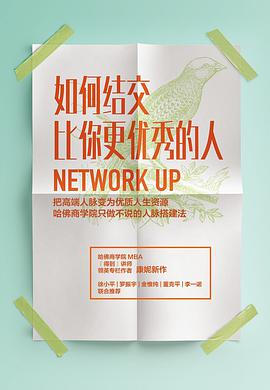 如何结交
比你更优秀的人
NETWORK UP
把高端人脉变为优质人生资源
哈佛商学院只做不说的人脉搭建法
哈佛商学院 MBA
「得到」讲师
领英专栏作者 康妮新作
徐小平｜罗振宇｜金惟纯｜董克平｜李一诺
联合推荐